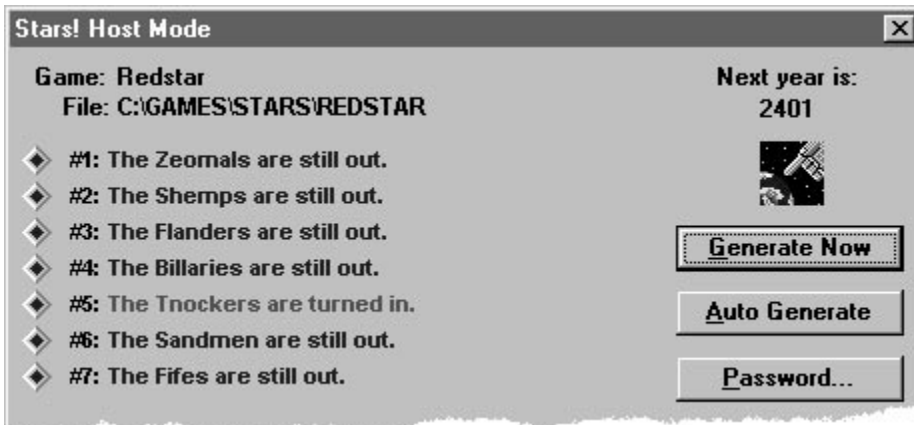 Stars! Host Mode
Game: Redstar
File: C:\GAMES\STARS\REDSTAR
#1: The Zeomals are still out.
#2: The Shemps are still out.
#3: The Flanders are still out.
#4: The Billaries are still out.
#5: The Tnockers are turned in.
#6: The Sandmen are still out.
#7: The Fifes are still out.
Next year is:
2401
Generate Now
Auto Generate
Password...